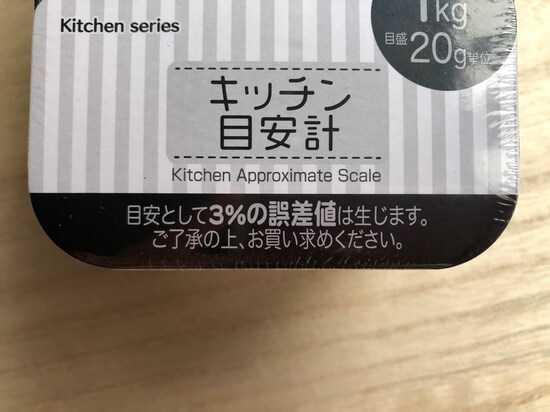 Kitchen series
1kg
目盛20g単位
キッチン
目安計
Kitchen Approximate Scale
目安として3%の誤差値は生じます。
ご了承の上、お買い求めください。